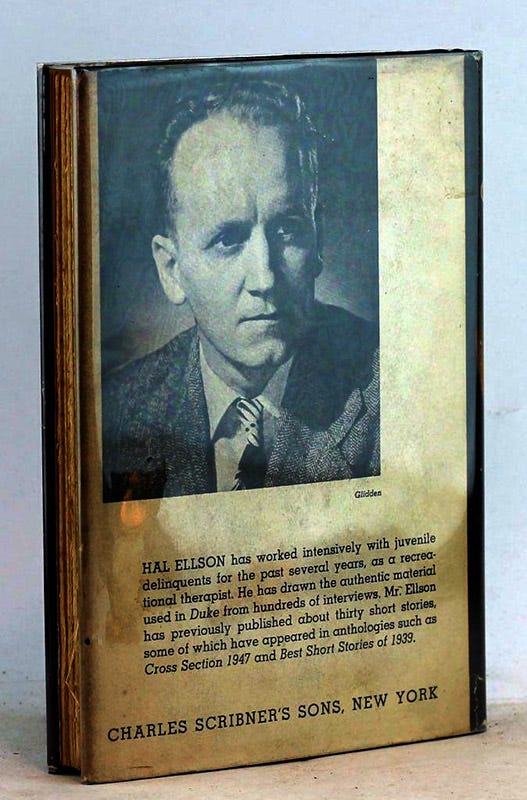 Glidden
HAL ELLSON has worked intensively with juvenile
delinquents for the past several years, as a recrea-
tional therapist. He has drawn the authentic material
used in Duke from hundreds of interviews. Mr. Ellson
has previously published about thirty short stories,
some of which have appeared in anthologies such as
Cross Section 1947 and Best Short Stories of 1939.
CHARLES SCRIBNER'S SONS, NEW YORK